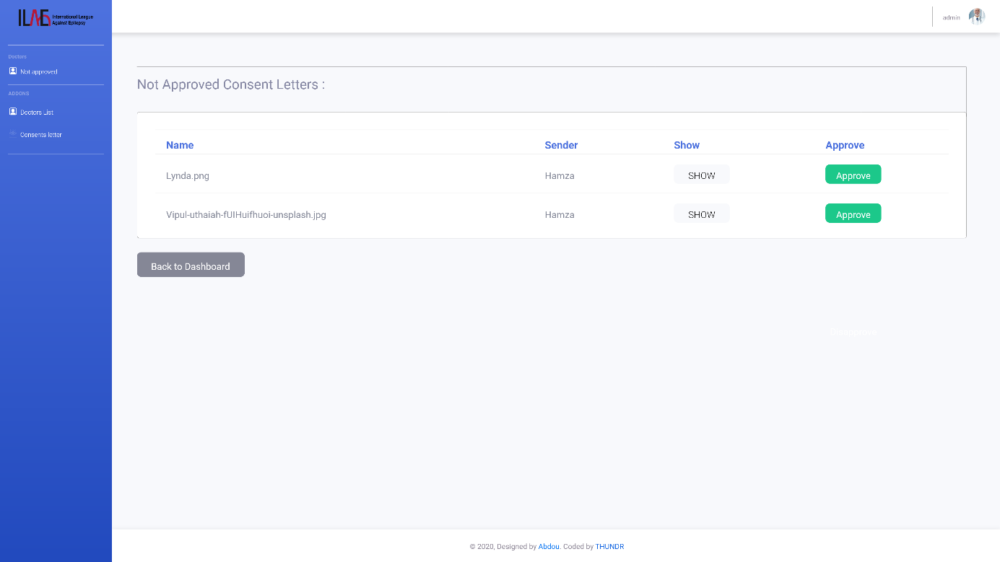 ILAE International League
Against Epilepsy
admin
Doctors
Not approved
ADDONS
Doctors List
Consents letter
Not Approved Consent Letters :
Name Sender Show Approve
Lynda.png Hamza SHOW Approve
Vipul-uthaiah-fUIHuifhuoi-unsplash.jpg Hamza SHOW Approve
Back to Dashboard
Disapprove
© 2020, Designed by Abdou. Coded by THUNDR